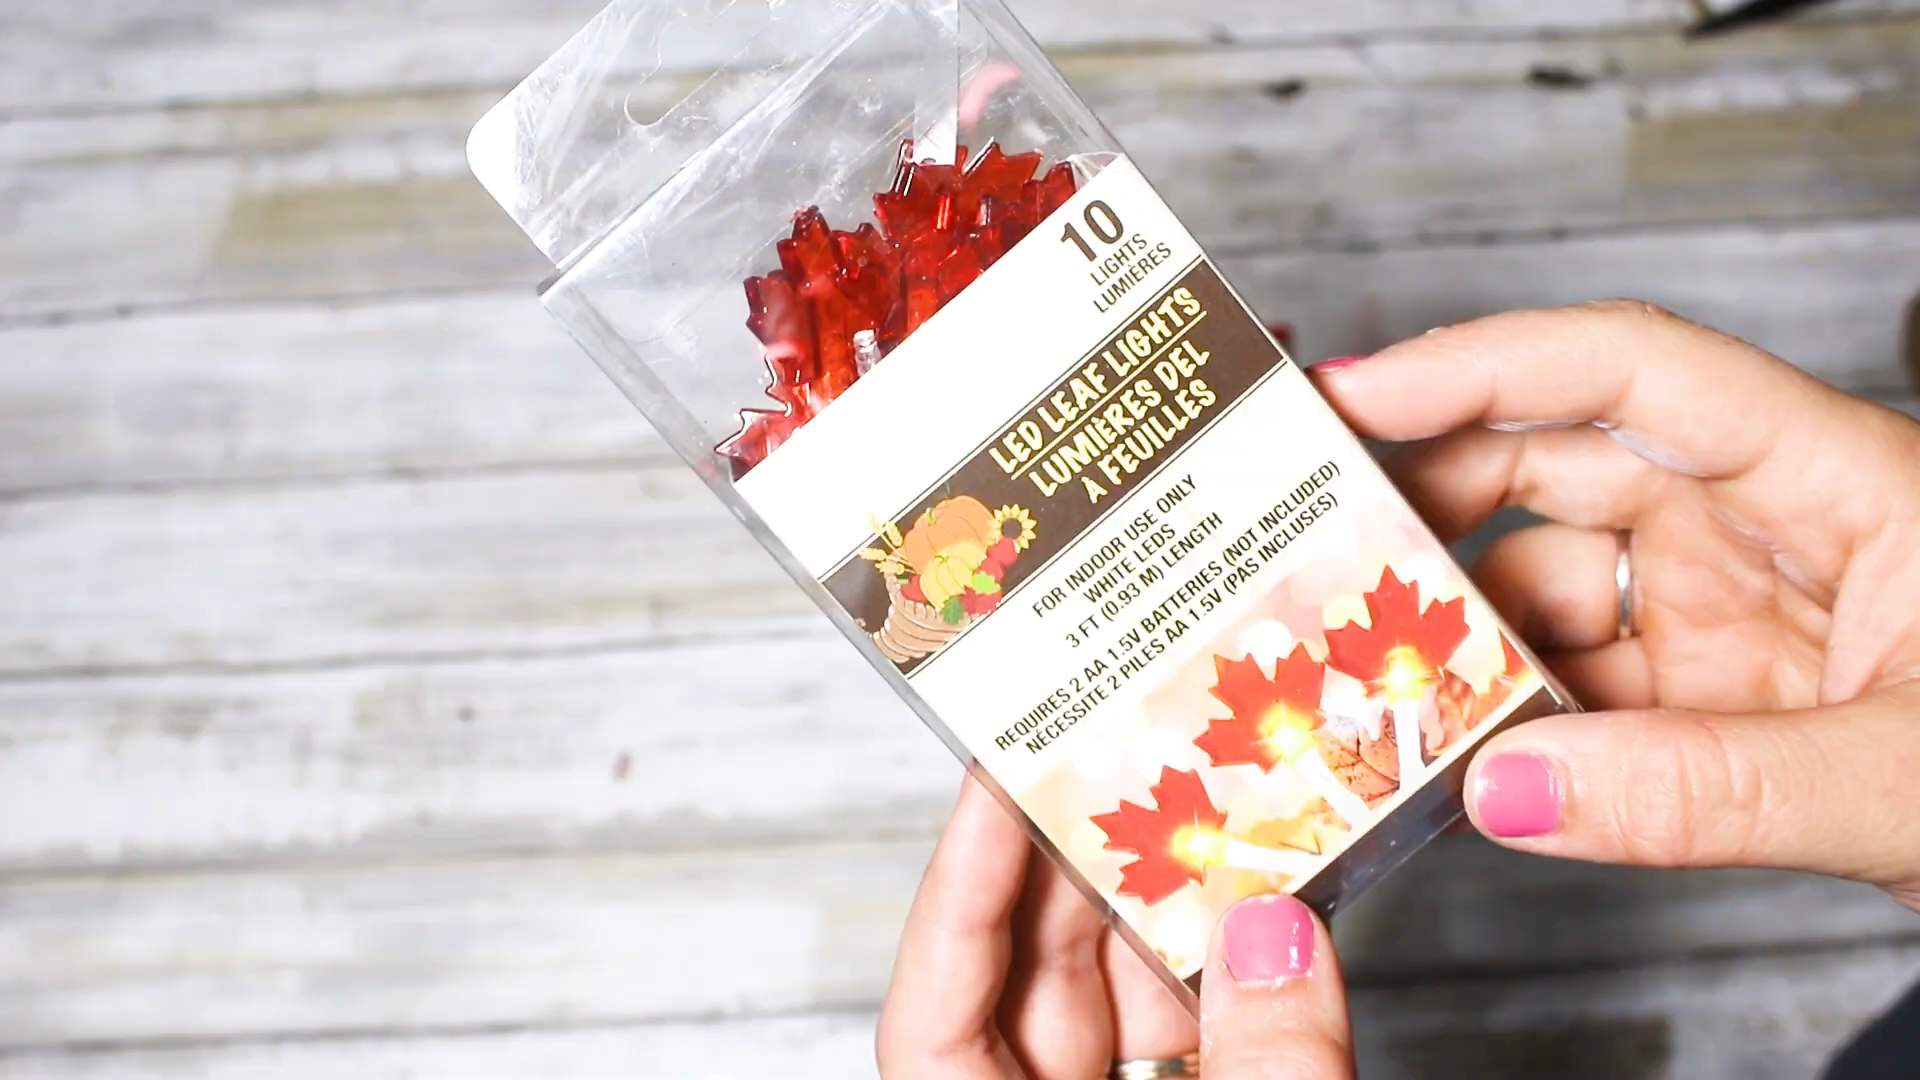 10
LIGHTS
LUMIÈRES
LED LEAF LIGHTS
LUMIÈRES DEL
À FEUILLES
FOR INDOOR USE ONLY
WHITE LEDS
3 FT (0.93 M) LENGTH
REQUIRES 2 AA 1.5V BATTERIES (NOT INCLUDED)
NÉCESSITE 2 PILES AA 1.5V (PAS INCLUSES)